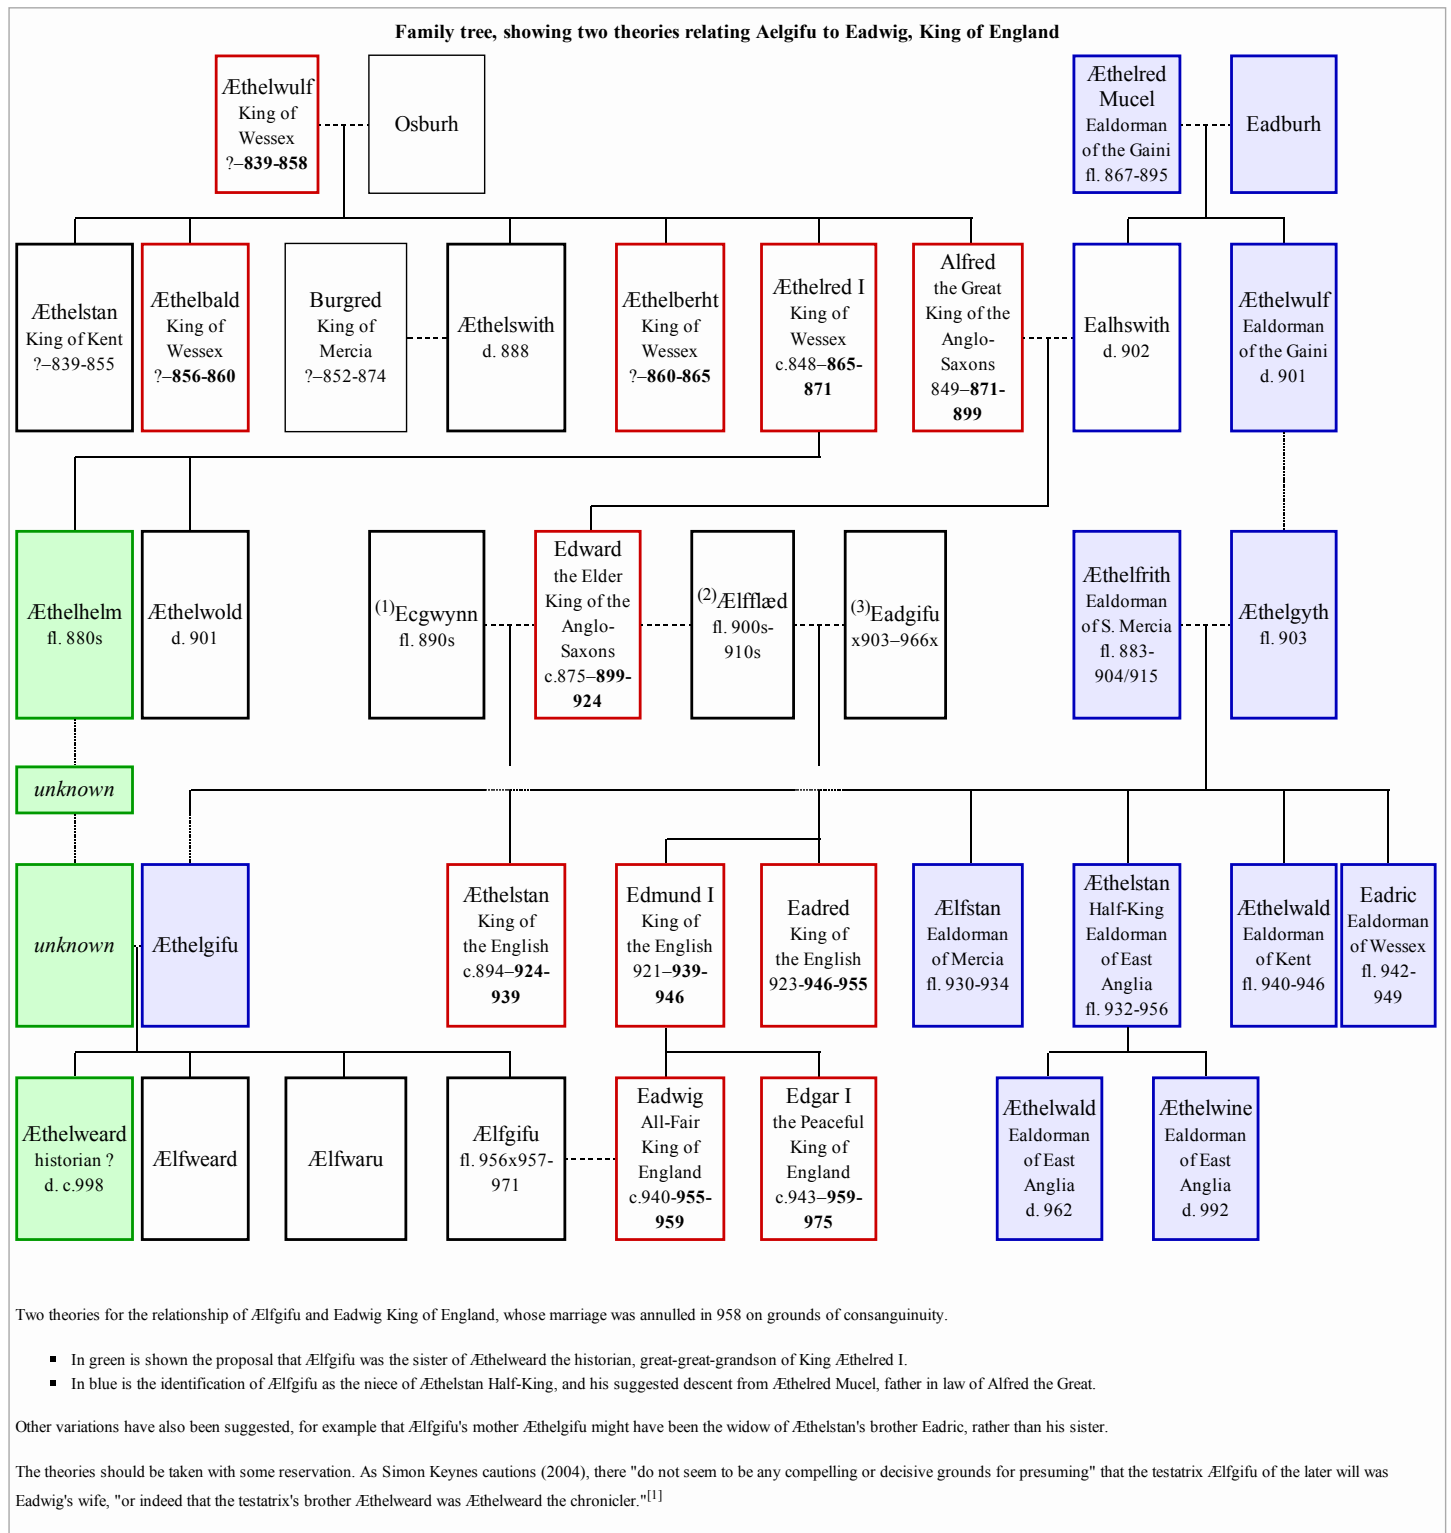 Family tree, showing two theories relating Aelgifu to Eadwig, King of England
Æthelwulf
King of
Wessex
?–839-858
Osburh
Æthelred
Mucel
Ealdorman
of the Gaini
fl. 867-895
Eadburh
Æthelstan
King of Kent
?–839-855
Æthelbald
King of
Wessex
?–856-860
Burgred
King of
Mercia
?–852-874
Æthelswith
d. 888
Æthelberht
King of
Wessex
?–860-865
Æthelred I
King of
Wessex
c.848–865-
871
Alfred
the Great
King of the
Anglo-
Saxons
849–871-
899
Ealhswith
d. 902
Æthelwulf
Ealdorman
of the Gaini
d. 901
Æthelhelm
fl. 880s
Æthelwold
d. 901
(1)Ecgwynn
fl. 890s
Edward
the Elder
King of the
Anglo-
Saxons
c.875–899-
924
(2)Ælfflæd
fl. 900s-
910s
(3)Eadgifu
x903–966x
Æthelfrith
Ealdorman
of S. Mercia
fl. 883-
904/915
Æthelgyth
fl. 903
unknown
unknown
Æthelgifu
Æthelstan
King of
the English
c.894–924-
939
Edmund I
King of
the English
921–939-
946
Eadred
King of
the English
923-946-955
Ælfstan
Ealdorman
of Mercia
fl. 930-934
Æthelstan
Half-King
Ealdorman
of East
Anglia
fl. 932-956
Æthelwald
Ealdorman
of Kent
fl. 940-946
Eadric
Ealdorman
of Wessex
fl. 942-
949
Æthelweard
historian ?
d. c.998
Ælfweard
Ælfwaru
Ælfgifu
fl. 956x957-
971
Eadwig
All-Fair
King of
England
c.940-955-
959
Edgar I
the Peaceful
King of
England
c.943–959-
975
Æthelwald
Ealdorman
of East
Anglia
d. 962
Æthelwine
Ealdorman
of East
Anglia
d. 992
Two theories for the relationship of Ælfgifu and Eadwig King of England, whose marriage was annulled in 958 on grounds of consanguinuity.
In green is shown the proposal that Ælfgifu was the sister of Æthelweard the historian, great-great-grandson of King Æthelred I.
In blue is the identification of Ælfgifu as the niece of Æthelstan Half-King, and his suggested descent from Æthelred Mucel, father in law of Alfred the Great.
Other variations have also been suggested, for example that Ælfgifu's mother Æthelgifu might have been the widow of Æthelstan's brother Eadric, rather than his sister.
The theories should be taken with some reservation. As Simon Keynes cautions (2004), there "do not seem to be any compelling or decisive grounds for presuming" that the testatrix Ælfgifu of the later will was
Eadwig's wife, "or indeed that the testatrix's brother Æthelweard was Æthelweard the chronicler."[1]